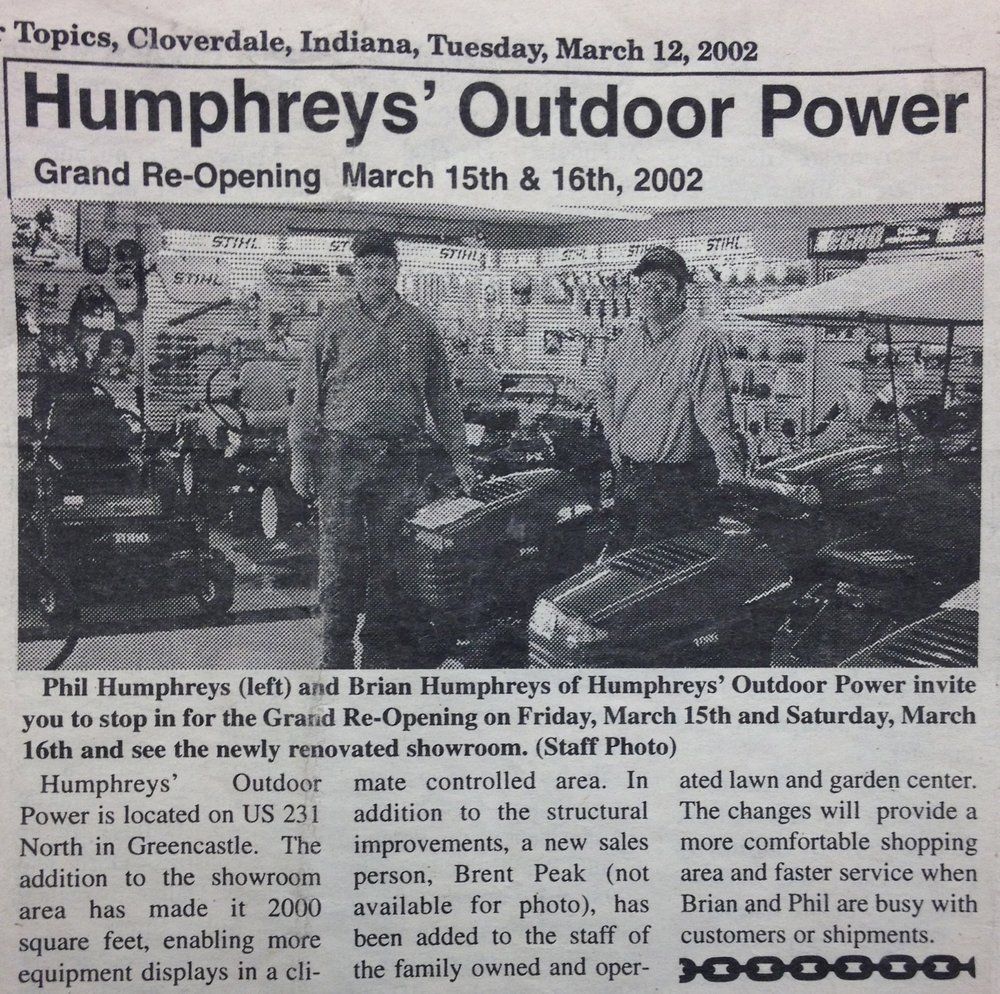 Topics, Cloverdale, Indiana, Tuesday, March 12, 2002
Humphreys' Outdoor Power
Grand Re-Opening March 15th & 16th, 2002
STIHL
ST
STIHL
STIHL
STIHL
STIHL
ECHO
TORO
Phil Humphreys (left) and Brian Humphreys of Humphreys' Outdoor Power invite
you to stop in for the Grand Re-Opening on Friday, March 15th and Saturday, March
16th and see the newly renovated showroom. (Staff Photo)
Humphreys' Outdoor
Power is located on US 231
North in Greencastle. The
addition to the showroom
area has made it 2000
square feet, enabling more
equipment displays in a cli-
mate controlled area. In
addition to the structural
improvements, a new sales
person, Brent Peak (not
available for photo), has
been added to the staff of
the family owned and oper-
ated lawn and garden center.
The changes will provide a
more comfortable shopping
area and faster service when
Brian and Phil are busy with
customers or shipments.